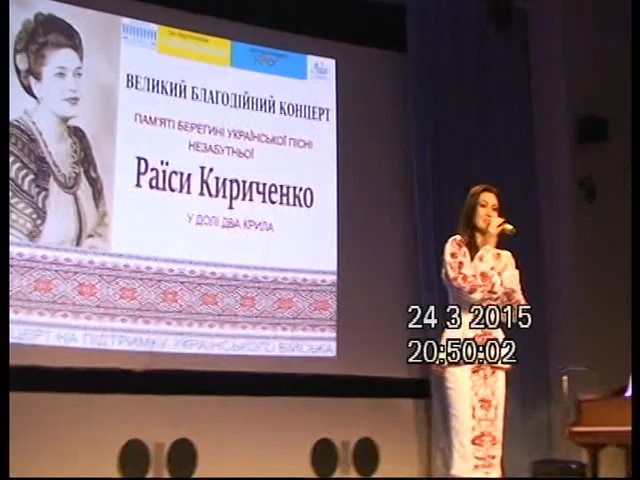 ВЕЛИКИЙ БЛАГОДІЙНИЙ КОНЦЕРТ
ПАМ'ЯТІ БЕРЕГИНІ УКРАЇНСЬКОЇ ПІСНІ
НЕЗАБУТНЬОЇ
Раїси Кириченко
У ДОЛІ ДВА КРИЛА
НЦЕРТ НА ПІДТРИМКУ УКРАЇНСЬКОГО ВІЙСЬКА
24 3 2015
20:50:02